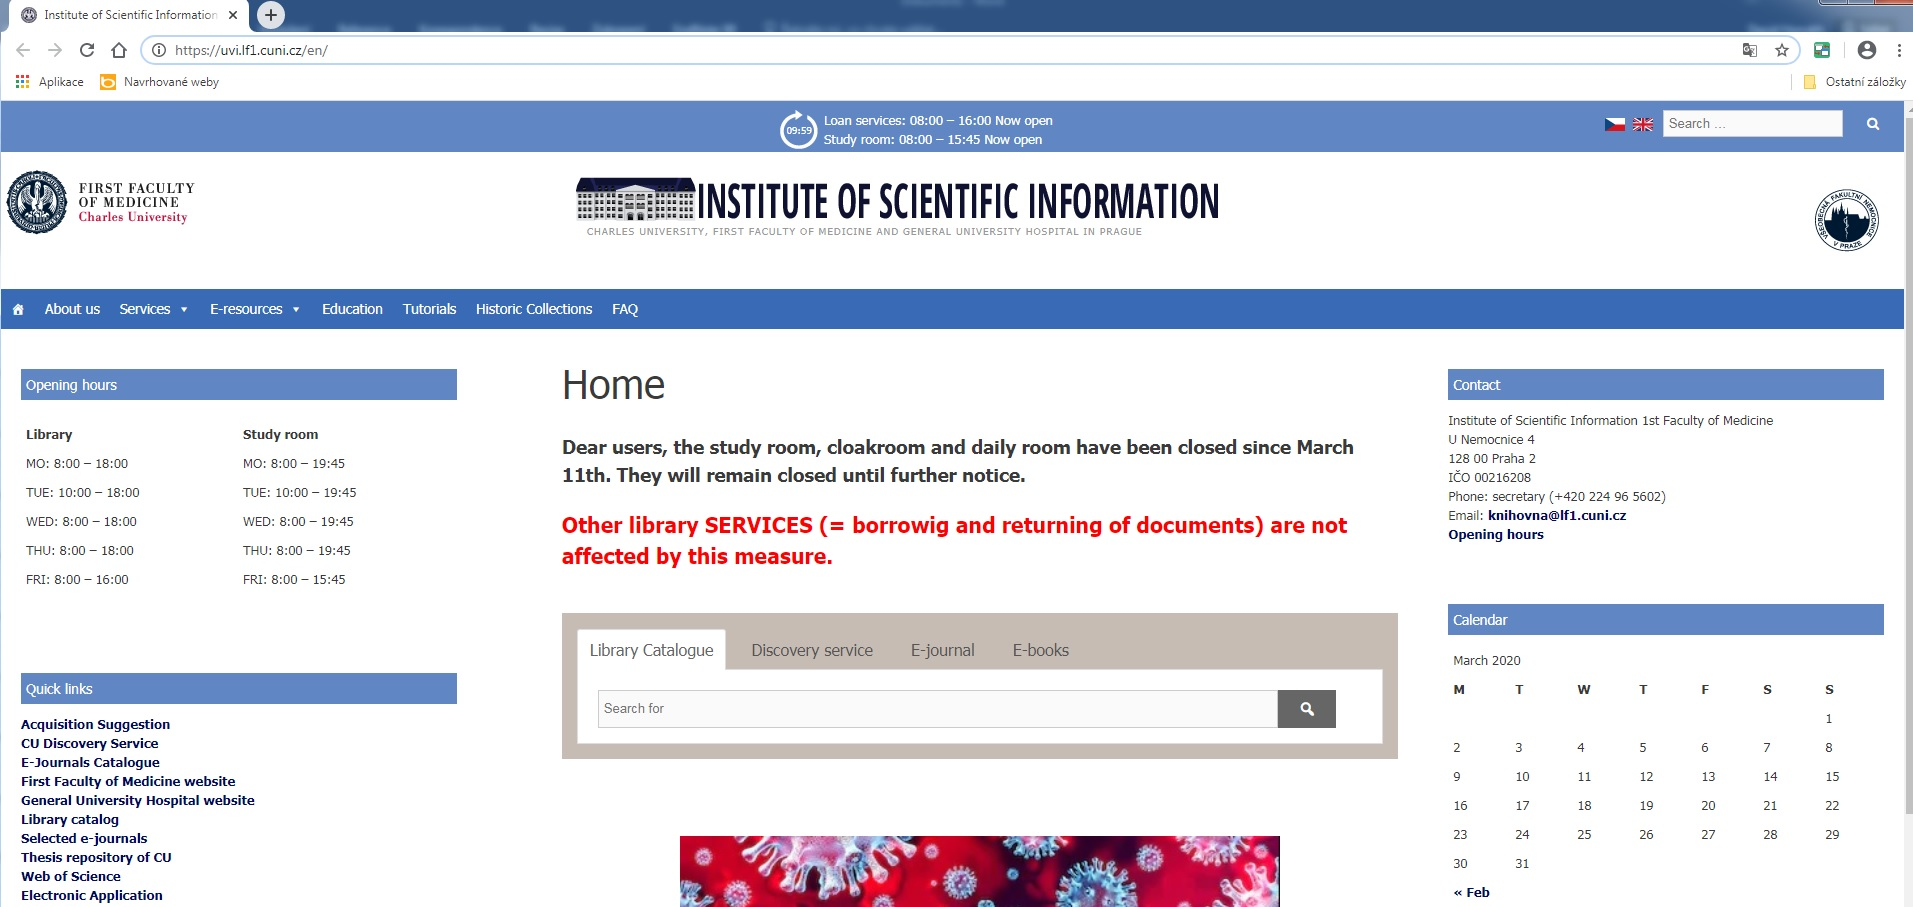 Institute of Scientific Information
https://uvi.lf1.cuni.cz/en/
Aplikace
Navrhované weby
Ostatní záložky
09:59
Loan services: 08:00 – 16:00 Now open
Study room: 08:00 – 15:45 Now open
Search …
FIRST FACULTY
OF MEDICINE
Charles University
INSTITUTE OF SCIENTIFIC INFORMATION
CHARLES UNIVERSITY, FIRST FACULTY OF MEDICINE AND GENERAL UNIVERSITY HOSPITAL IN PRAGUE
VŠEOBECNÁ FAKULTNÍ NEMOCNICE
V PRAZE
About us Services E-resources Education Tutorials Historic Collections FAQ
Opening hours
Library Study room
MO: 8:00 – 18:00 MO: 8:00 – 19:45
TUE: 10:00 – 18:00 TUE: 10:00 – 19:45
WED: 8:00 – 18:00 WED: 8:00 – 19:45
THU: 8:00 – 18:00 THU: 8:00 – 19:45
FRI: 8:00 – 16:00 FRI: 8:00 – 15:45
Quick links
Acquisition Suggestion
CU Discovery Service
E-Journals Catalogue
First Faculty of Medicine website
General University Hospital website
Library catalog
Selected e-journals
Thesis repository of CU
Web of Science
Electronic Application
Home
Dear users, the study room, cloakroom and daily room have been closed since March
11th. They will remain closed until further notice.
Other library SERVICES (= borrowig and returning of documents) are not
affected by this measure.
Library Catalogue Discovery service E-journal E-books
Search for
Contact
Institute of Scientific Information 1st Faculty of Medicine
U Nemocnice 4
128 00 Praha 2
IČO 00216208
Phone: secretary (+420 224 96 5602)
Email: knihovna@lf1.cuni.cz
Opening hours
Calendar
March 2020
M T W T F S S
1
2 3 4 5 6 7 8
9 10 11 12 13 14 15
16 17 18 19 20 21 22
23 24 25 26 27 28 29
30 31
« Feb